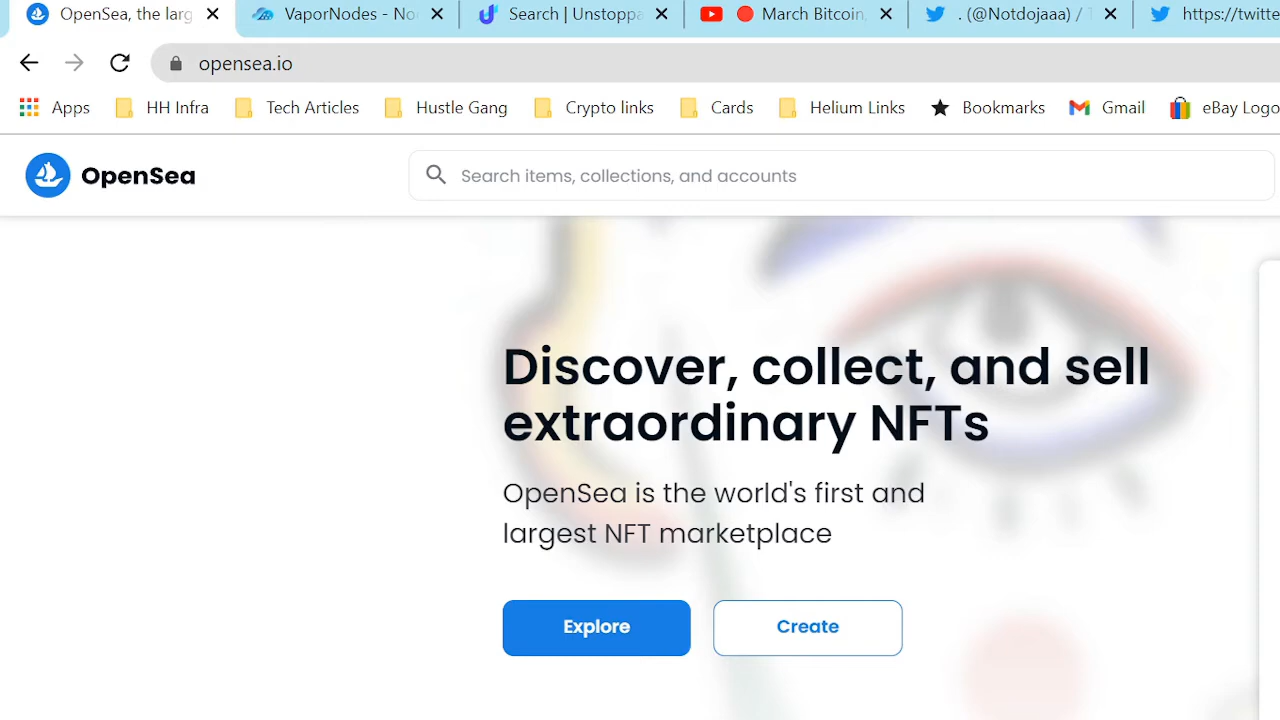 OpenSea, the larg
VaporNodes - No
Search | Unstoppa
March Bitcoin,
. (@Notdojaaa) / T
https://twitte
opensea.io
Apps
HH Infra
Tech Articles
Hustle Gang
Crypto links
Cards
Helium Links
Bookmarks
Gmail
eBay Logo
OpenSea
Search items, collections, and accounts
Discover, collect, and sell
extraordinary NFTs
OpenSea is the world's first and
largest NFT marketplace
Explore
Create